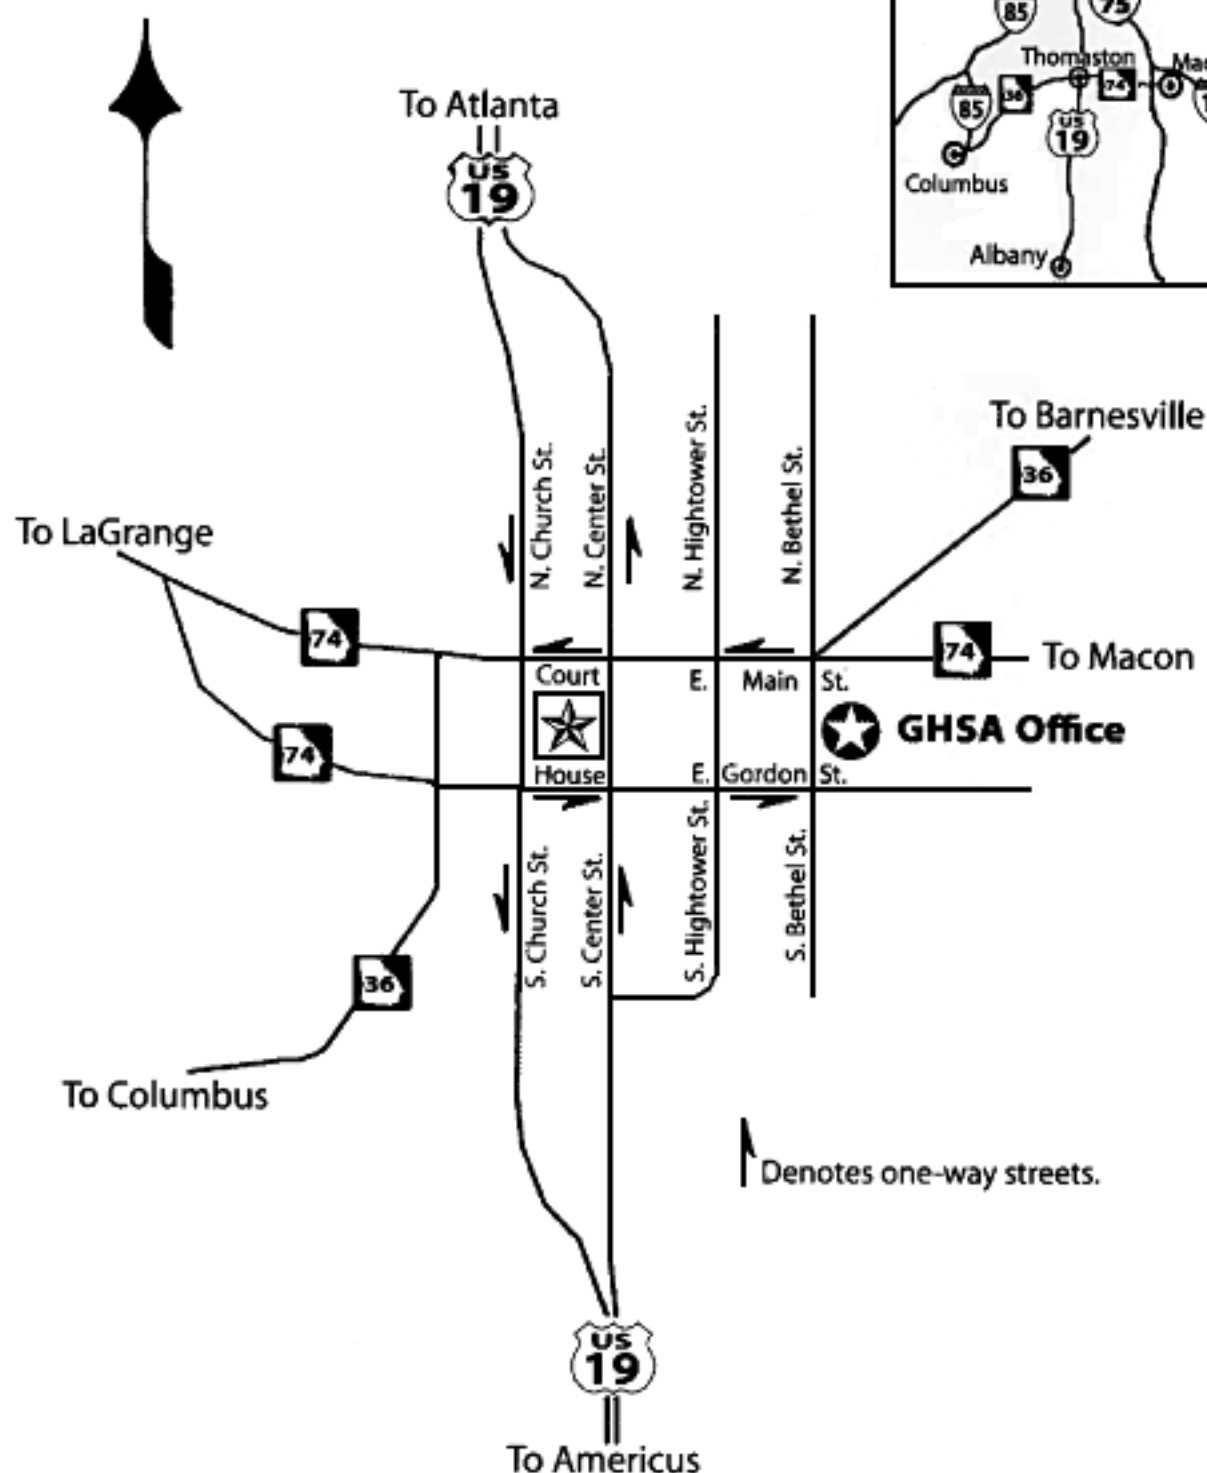 85
75
Thomaston
36
74
85
US
19
Columbus
Albany
To Atlanta
US
19
To Barnesville
36
N. Church St.
N. Center St.
N. Hightower St.
N. Bethel St.
To LaGrange
74
74
To Macon
Court
E. Main St.
GHSA Office
74
House
E. Gordon St.
S. Church St.
S. Center St.
S. Hightower St.
S. Bethel St.
36
To Columbus
Denotes one-way streets.
US
19
To Americus